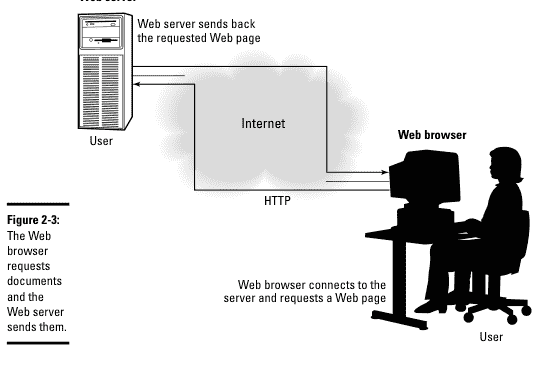 Web server sends back
the requested Web page
User
Internet
Web browser
HTTP
Figure 2-3:
The Web
browser
requests
documents
and the
Web server
sends them.
Web browser connects to the
server and requests a Web page
User